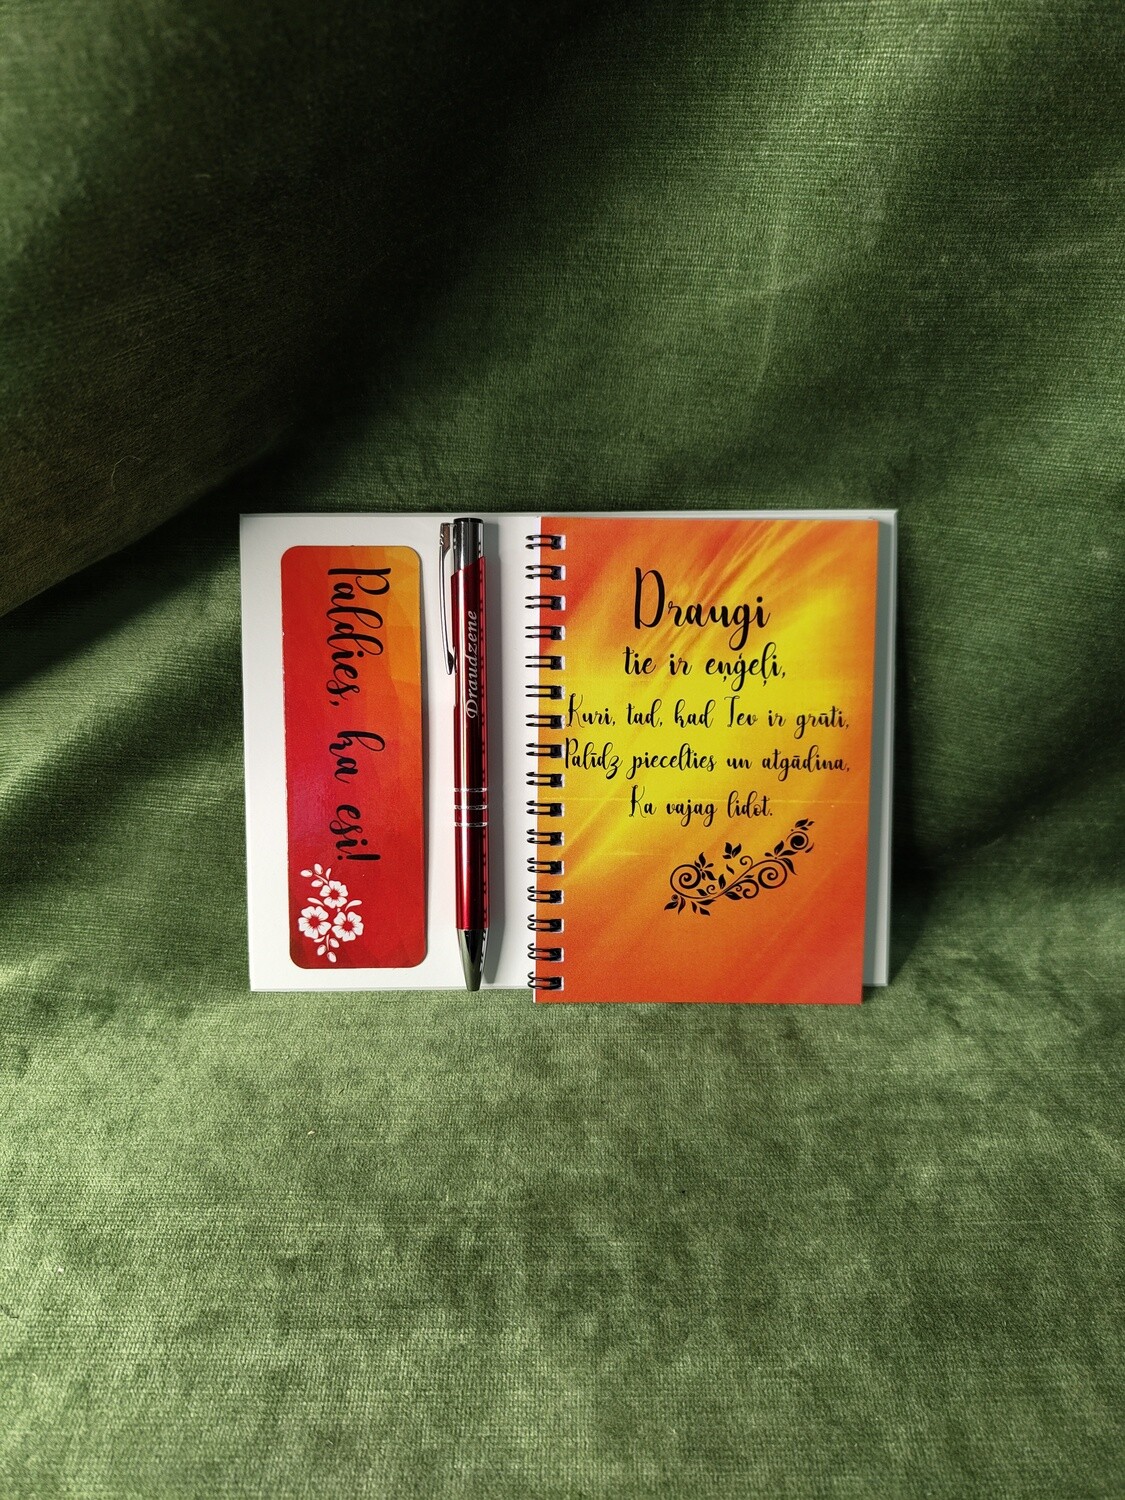 Paldies, ka esi!
Draudzene
Draugi
tie ir eņģeļi,
Kuri, tad, kad Tev ir grūti,
Palīdz piecelties un atgādina,
Ka vajag lidot.